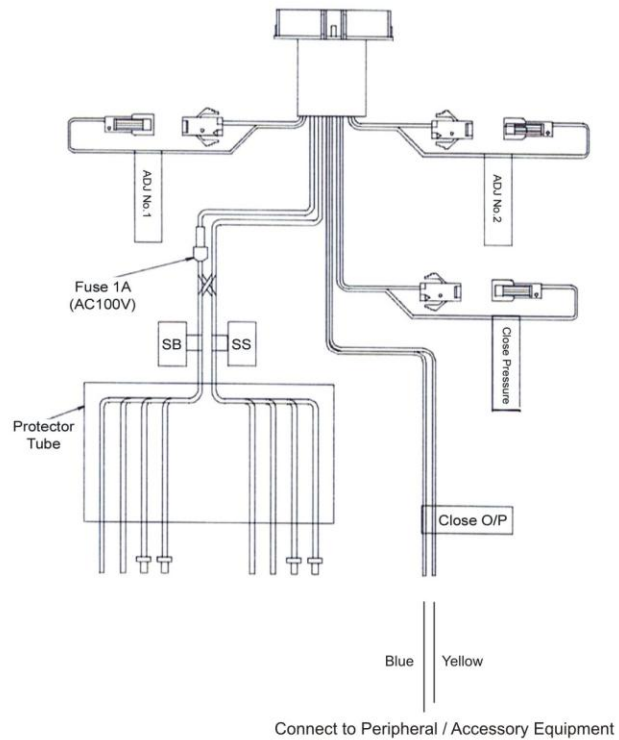 ADJ No.1
ADJ No.2
Fuse 1A
(AC100V)
Close Pressure
SB
SS
Protector
Tube
Close O/P
Blue
Yellow
Connect to Peripheral / Accessory Equipment